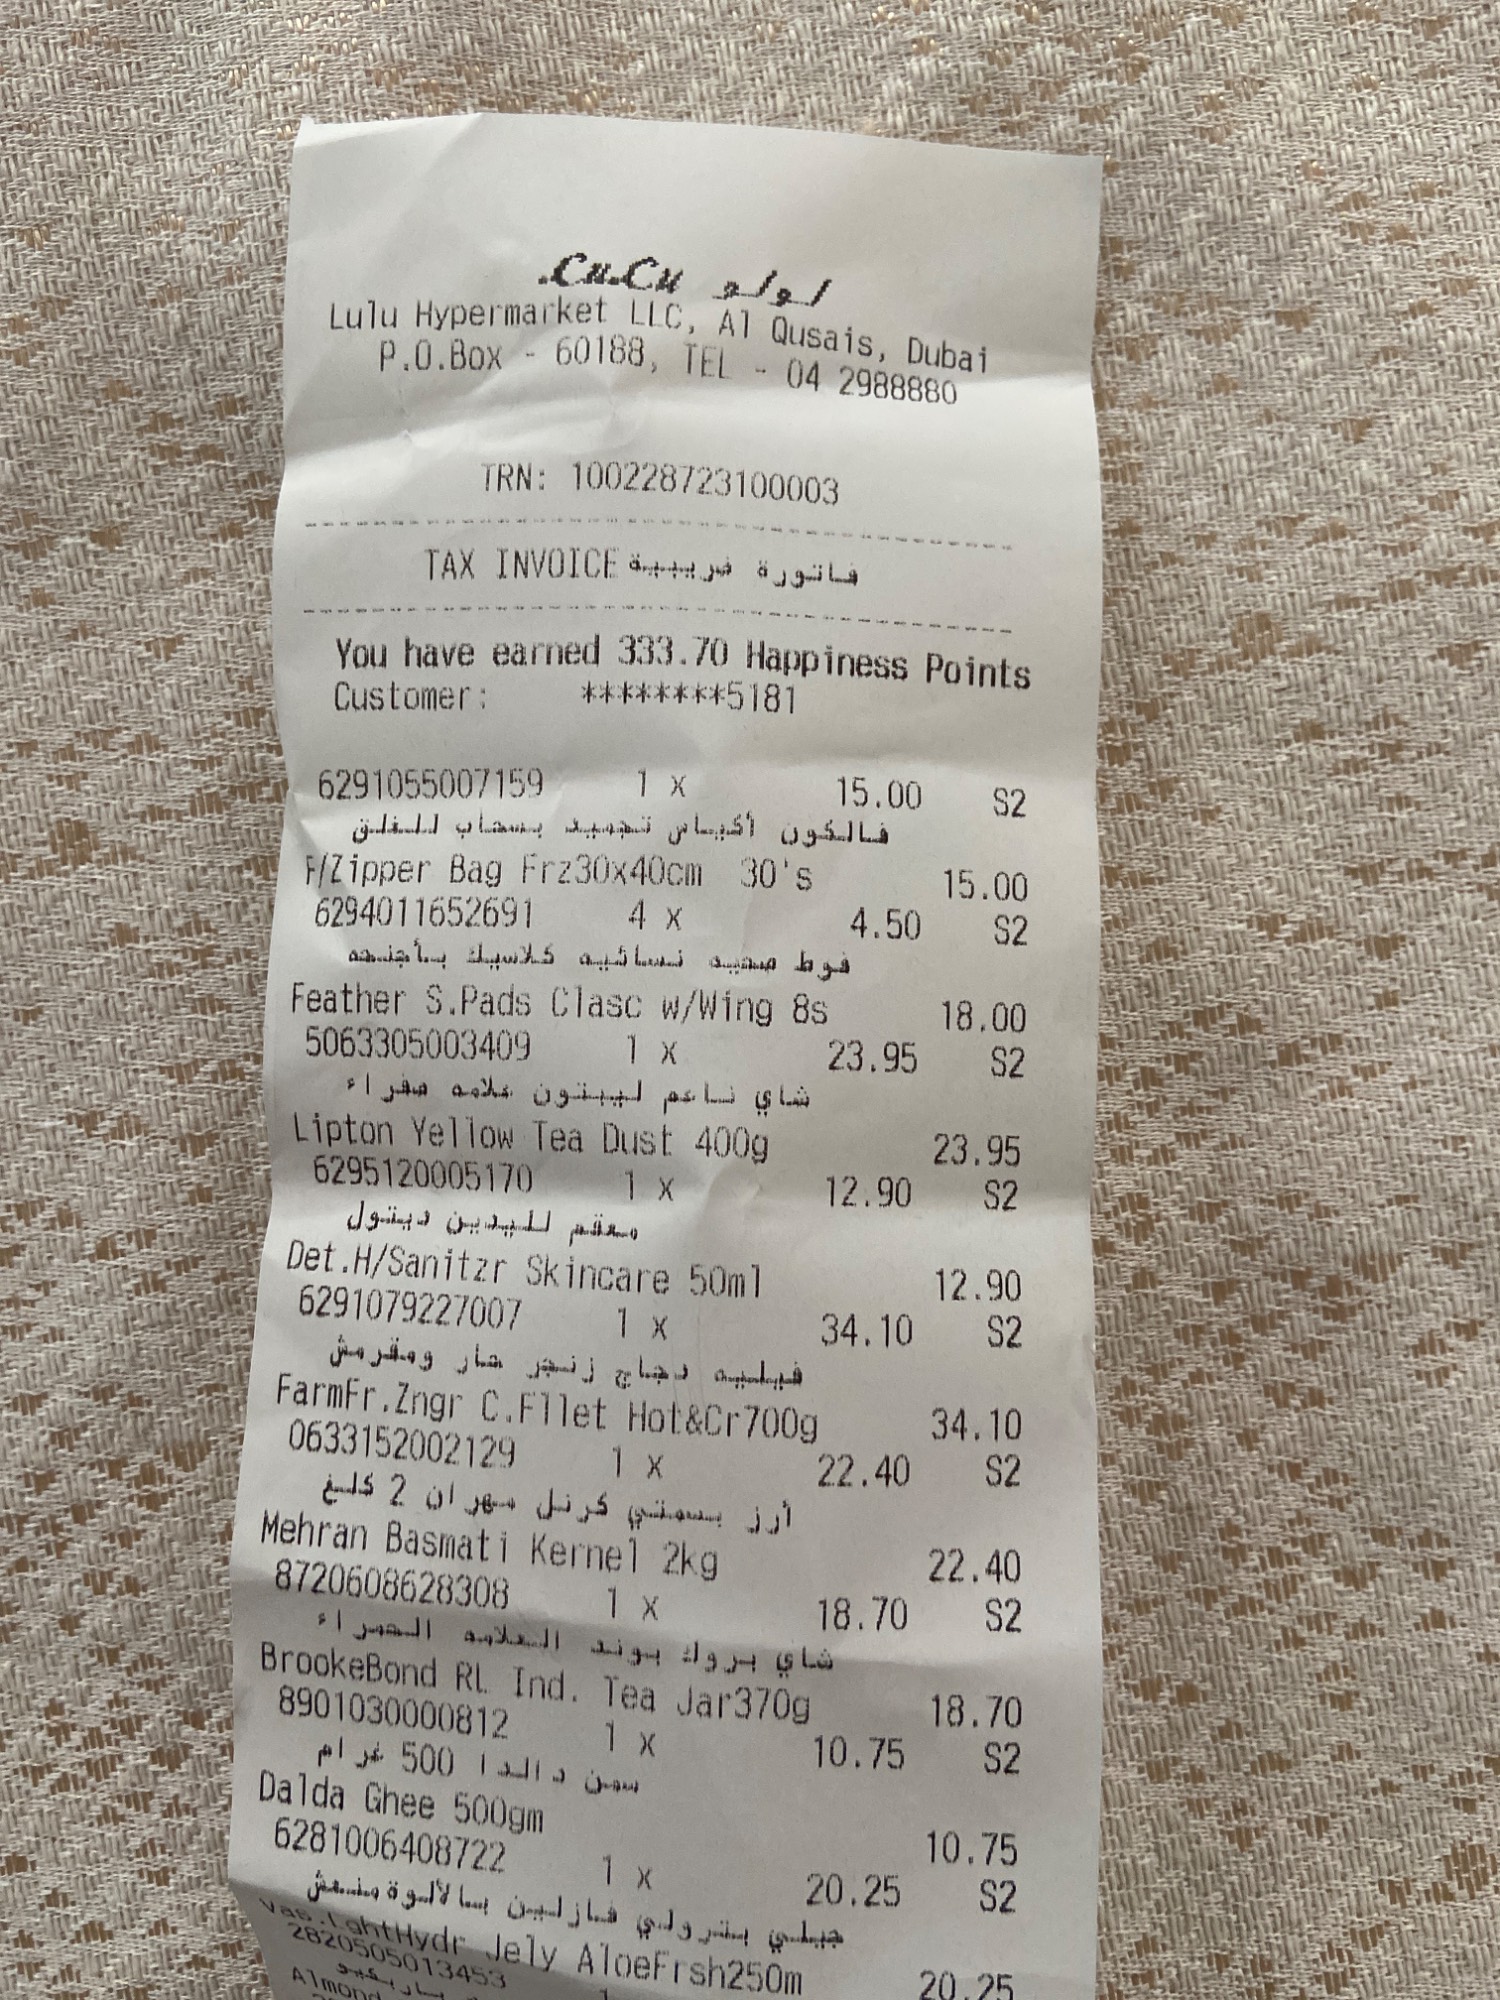 لولو
Lulu Hypermarket LLC, Al Qusais, Dubai
P.O.Box - 60188, TEL - 04 2988880
TRN: 100228723100003
TAX INVOICE فاتورة ضريبية
You have earned 333.70 Happiness Points
Customer: ********5181
6291055007159 1 x 15.00 S2
فالكون أكياس تجميد بسحاب للغلق
F/Zipper Bag Frz30x40cm 30's 15.00
6294011652691 4 x 4.50 S2
فوط صحيه نسائيه كلاسيك بأجنحه
Feather S.Pads Clasc w/Wing 8s 18.00
5063305003409 1 x 23.95 S2
شاي ناعم ليبتون علامه صفراء
Lipton Yellow Tea Dust 400g 23.95
6295120005170 1 x 12.90 S2
معقم لليدين ديتول
Det.H/Sanitzr Skincare 50ml 12.90
6291079227007 1 x 34.10 S2
فيليه دجاج زنجر حار ومقرمش
FarmFr.Zngr C.Fllet Hot&Cr700g 34.10
0633152002129 1 x 22.40 S2
أرز بسمتي كرنل مهران 2 كلغ
Mehran Basmati Kernel 2kg 22.40
8720608628308 1 x 18.70 S2
شاي بروك بوند العلامه الحمراء
BrookeBond RL Ind. Tea Jar370g 18.70
8901030000812 1 x 10.75 S2
سمن دالدا 500 غرام
Dalda Ghee 500gm 10.75
6281006408722 1 x 20.25 S2
جيلي بترولي فازلين بالألوة منعش
Vas.LghtHydr Jely AloeFrsh250m 20.25
2820505013453
Almond